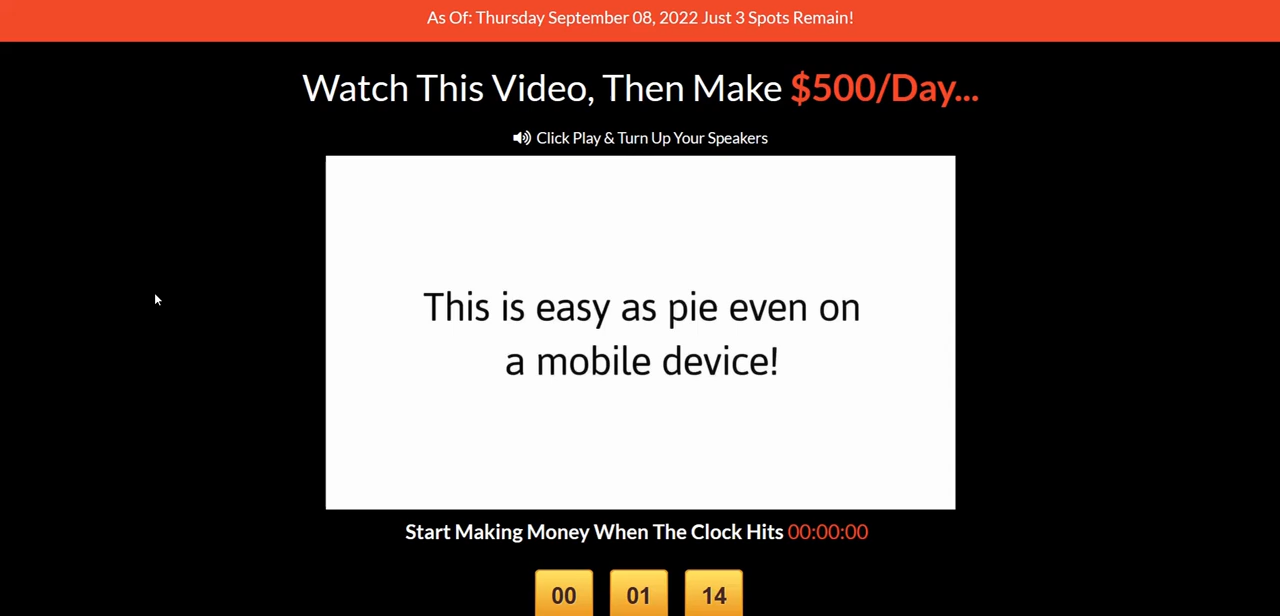 As Of: Thursday September 08, 2022 Just 3 Spots Remain!
Watch This Video, Then Make $500/Day...
Click Play & Turn Up Your Speakers
This is easy as pie even on
a mobile device!
Start Making Money When The Clock Hits 00:00:00
00 01 14